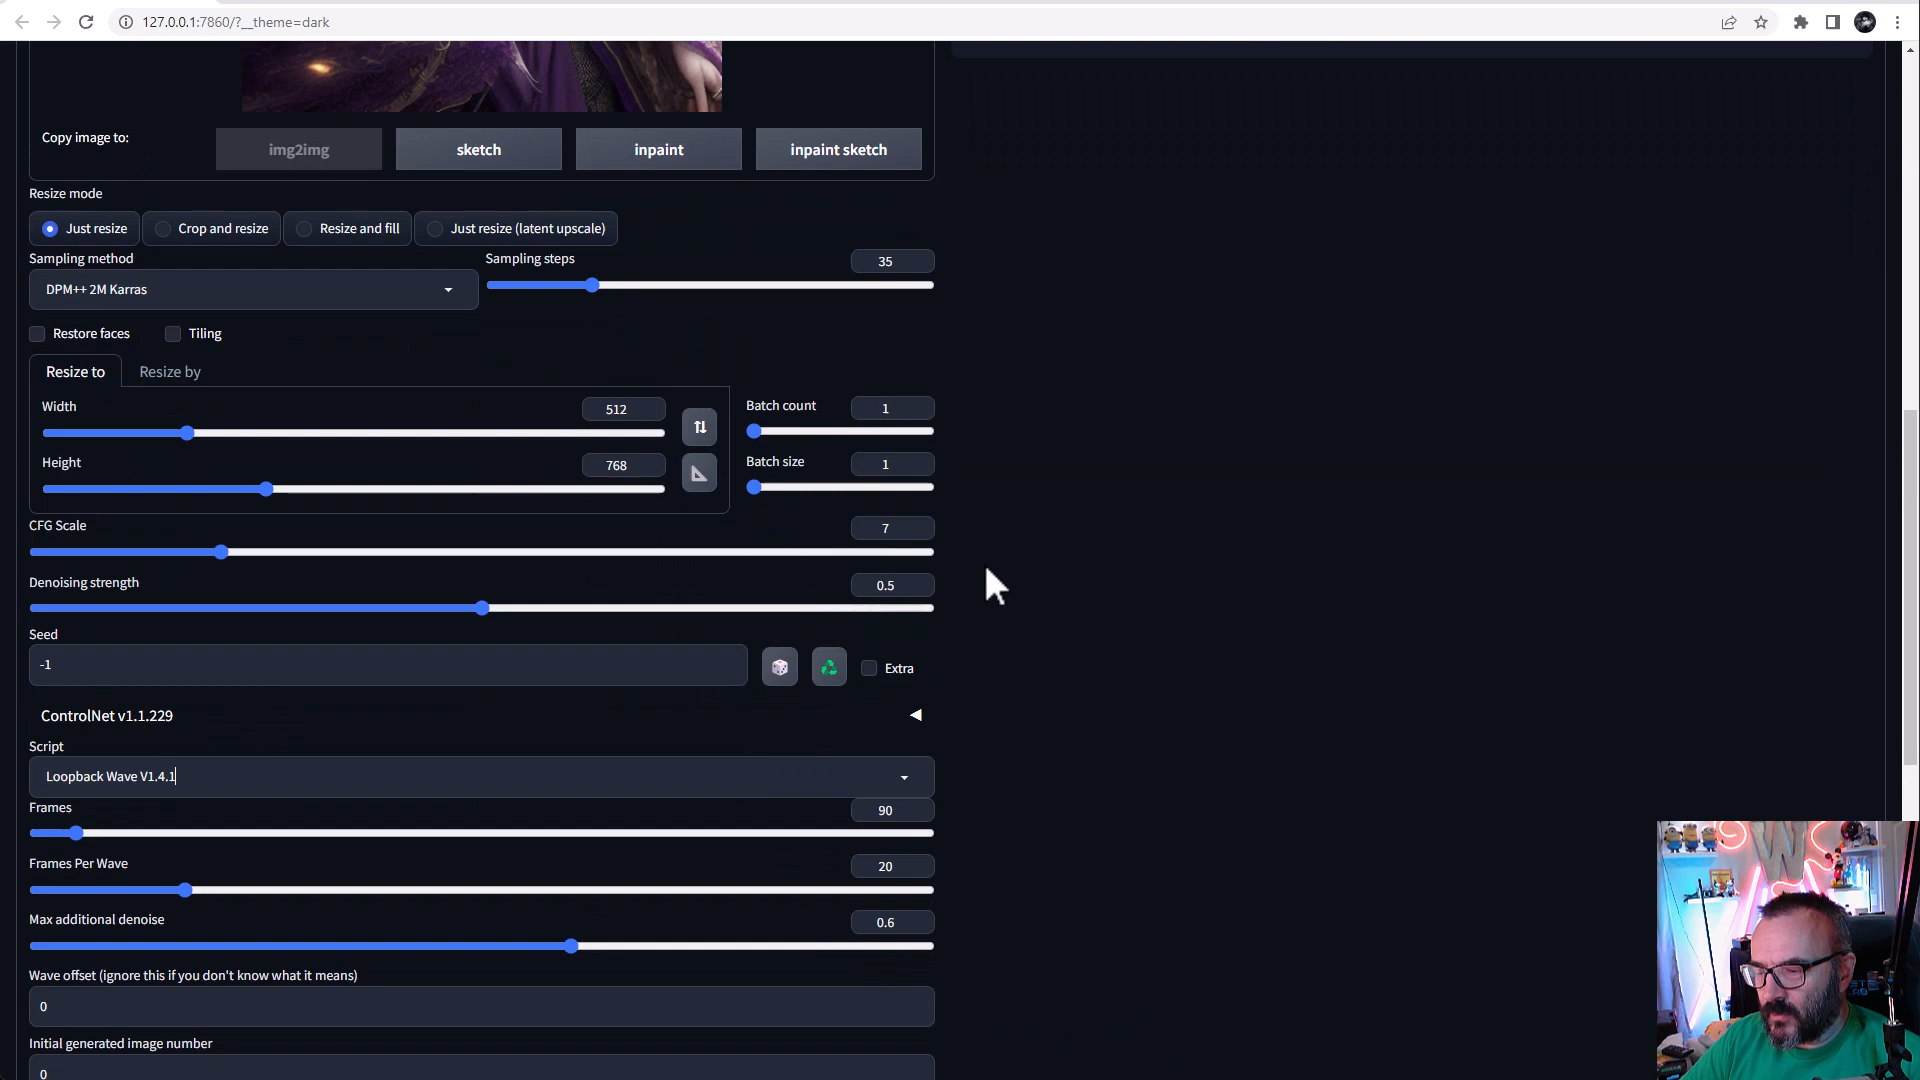 127.0.0.1:7860/?__theme=dark
Copy image to:
img2img
sketch
inpaint
inpaint sketch
Resize mode
Just resize
Crop and resize
Resize and fill
Just resize (latent upscale)
Sampling method
Sampling steps
35
DPM++ 2M Karras
Restore faces
Tiling
Resize to
Resize by
Width
512
Batch count
1
Height
768
Batch size
1
CFG Scale
7
Denoising strength
0.5
Seed
-1
Extra
ControlNet v1.1.229
Script
Loopback Wave V1.4.1
Frames
90
Frames Per Wave
20
Max additional denoise
0.6
Wave offset (ignore this if you don't know what it means)
0
Initial generated image number
0